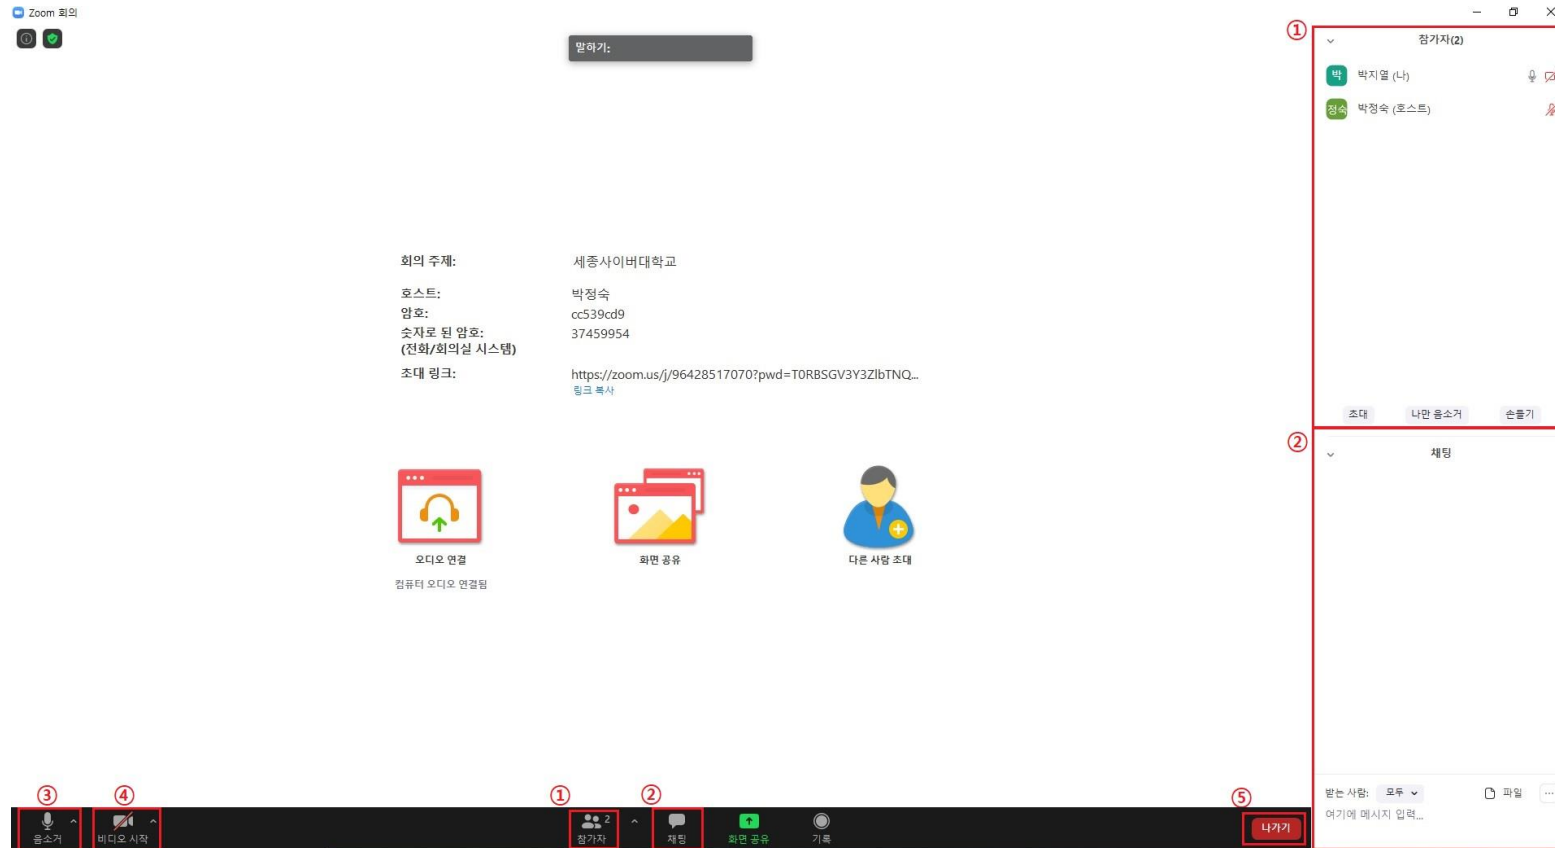 Zoom 회의
말하기:
①
참가자(2)
박 박지열 (나)
정숙 박정숙 (호스트)
회의 주제: 세종사이버대학교
호스트: 박정숙
암호: cc539cd9
숫자로 된 암호: 37459954
(전화/회의실 시스템)
초대 링크: https://zoom.us/j/96428517070?pwd=T0RBSGV3Y3ZlbTNQ...
링크 복사
초대 나만 음소거 손들기
②
채팅
오디오 연결 화면 공유 다른 사람 초대
컴퓨터 오디오 연결됨
받는 사람: 모두 파일 ...
여기에 메시지 입력...
③ ④ ① ② ⑤
2
음소거 비디오 시작 참가자 채팅 화면 공유 기록 나가기